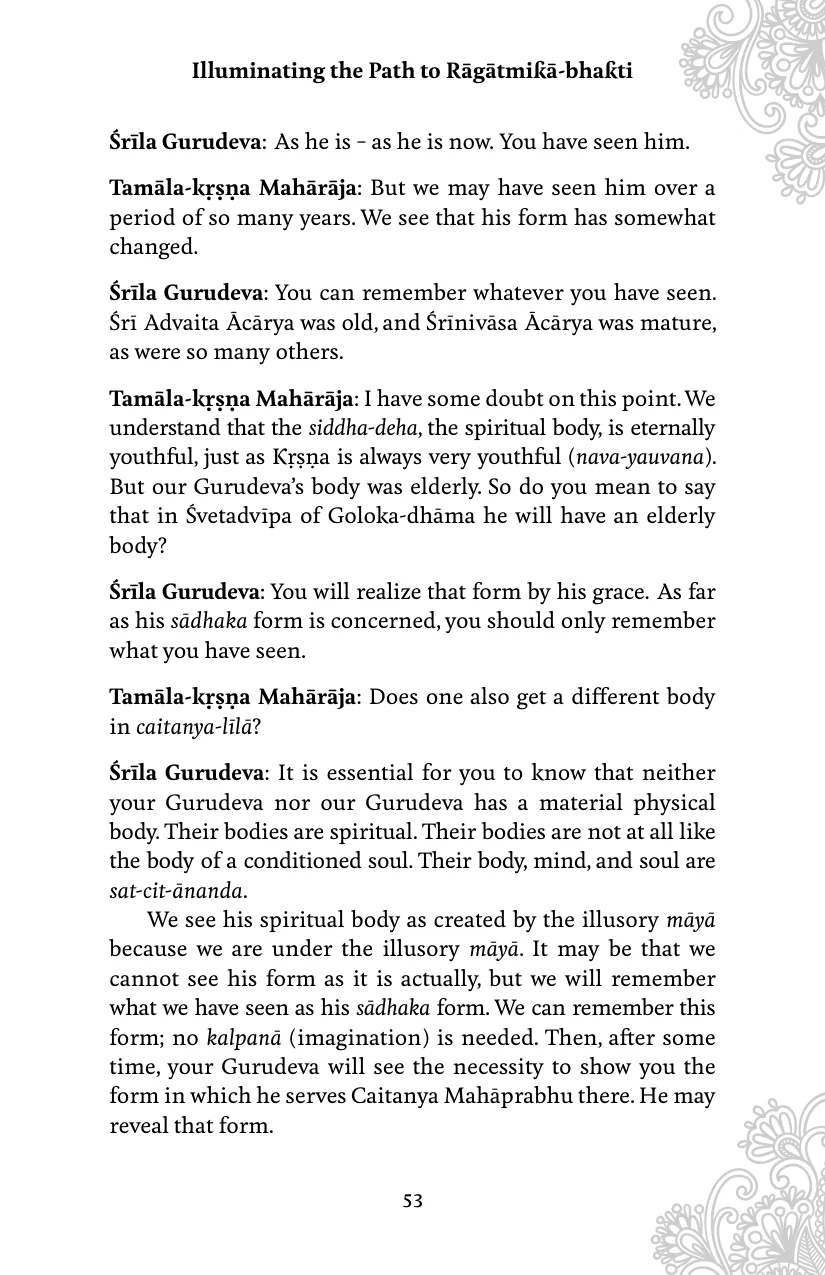 Illuminating the Path to Rāgātmikā-bhakti
Śrīla Gurudeva: As he is – as he is now. You have seen him.
Tamāla-kṛṣṇa Mahārāja: But we may have seen him over a
period of so many years. We see that his form has somewhat
changed.
Śrīla Gurudeva: You can remember whatever you have seen.
Śrī Advaita Ācārya was old, and Śrīnivāsa Ācārya was mature,
as were so many others.
Tamāla-kṛṣṇa Mahārāja: I have some doubt on this point. We
understand that the siddha-deha, the spiritual body, is eternally
youthful, just as Kṛṣṇa is always very youthful (nava-yauvana).
But our Gurudeva’s body was elderly. So do you mean to say
that in Śvetadvīpa of Goloka-dhāma he will have an elderly
body?
Śrīla Gurudeva: You will realize that form by his grace. As far
as his sādhaka form is concerned, you should only remember
what you have seen.
Tamāla-kṛṣṇa Mahārāja: Does one also get a different body
in caitanya-līlā?
Śrīla Gurudeva: It is essential for you to know that neither
your Gurudeva nor our Gurudeva has a material physical
body. Their bodies are spiritual. Their bodies are not at all like
the body of a conditioned soul. Their body, mind, and soul are
sat-cit-ānanda.
We see his spiritual body as created by the illusory māyā
because we are under the illusory māyā. It may be that we
cannot see his form as it is actually, but we will remember
what we have seen as his sādhaka form. We can remember this
form; no kalpanā (imagination) is needed. Then, after some
time, your Gurudeva will see the necessity to show you the
form in which he serves Caitanya Mahāprabhu there. He may
reveal that form.
53